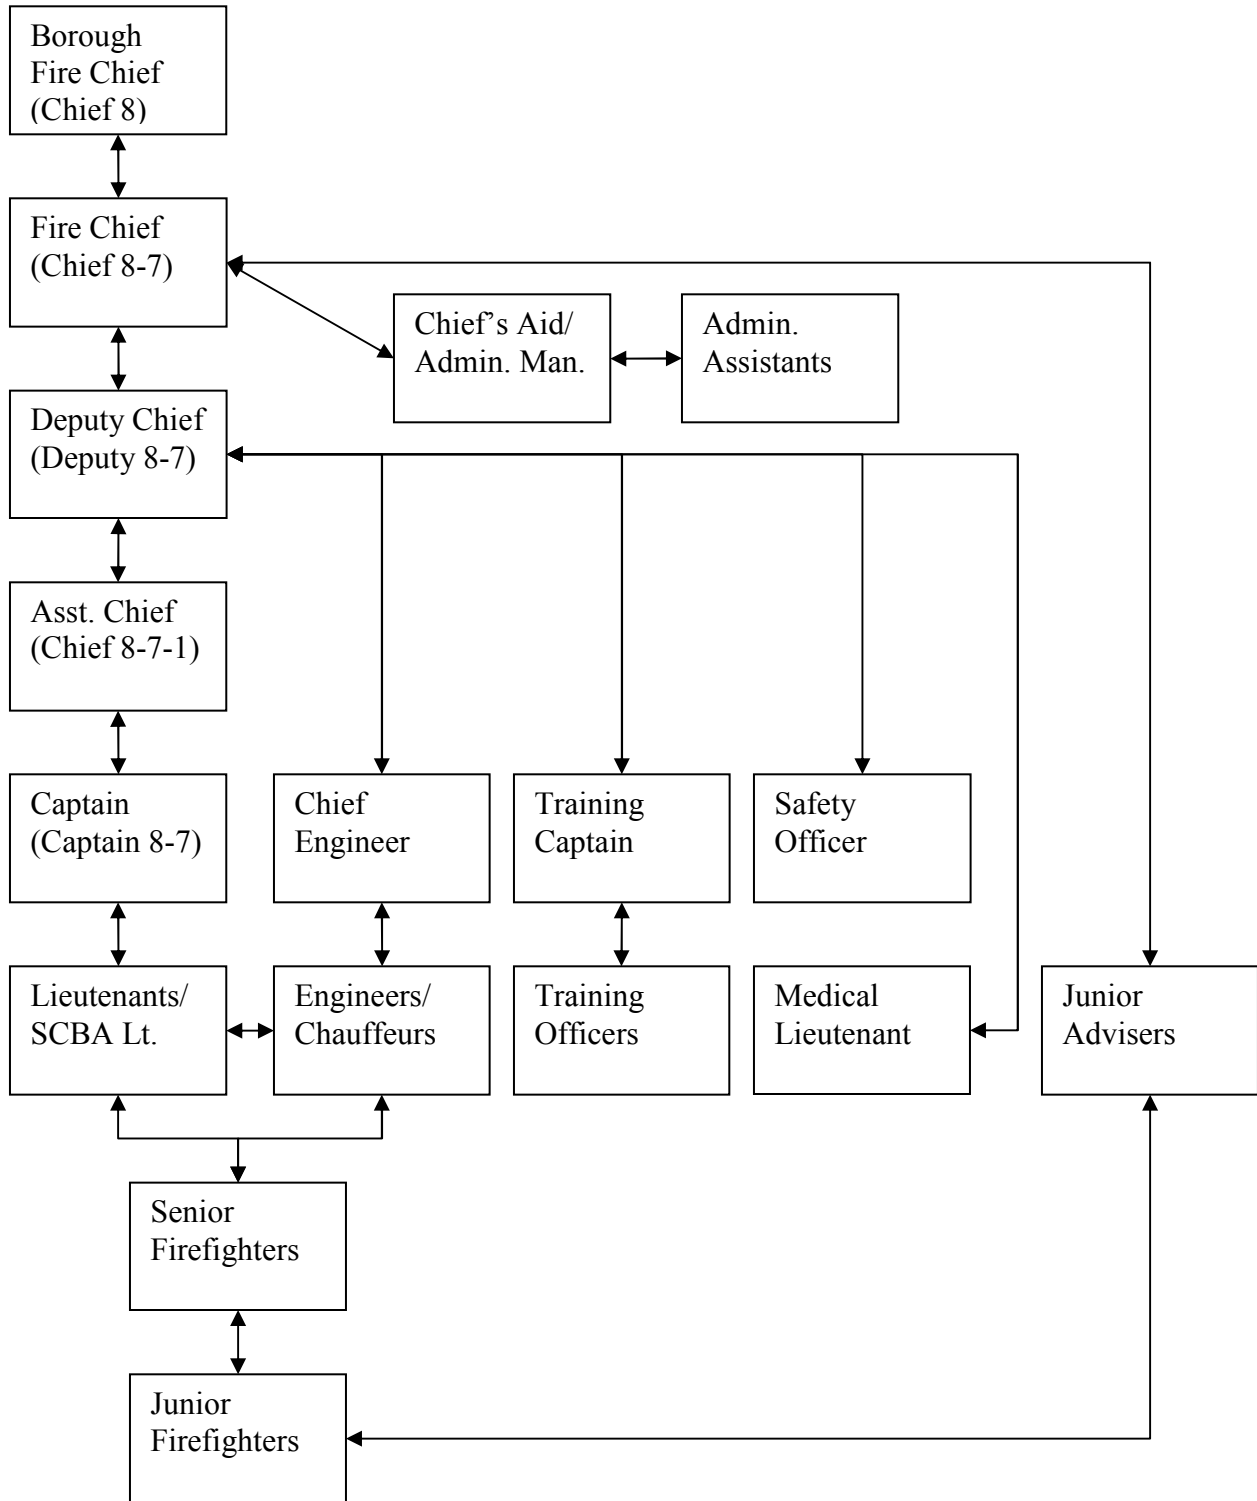 Borough
Fire Chief
(Chief 8)
Fire Chief
(Chief 8-7)
Chief’s Aid/
Admin. Man.
Admin.
Assistants
Deputy Chief
(Deputy 8-7)
Asst. Chief
(Chief 8-7-1)
Captain
(Captain 8-7)
Chief
Engineer
Training
Captain
Safety
Officer
Lieutenants/
SCBA Lt.
Engineers/
Chauffeurs
Training
Officers
Medical
Lieutenant
Junior
Advisers
Senior
Firefighters
Junior
Firefighters